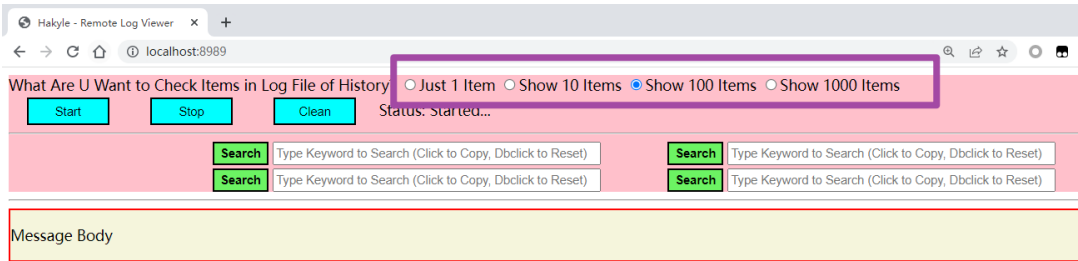 Hakyle - Remote Log Viewer
localhost:8989
What Are U Want to Check Items in Log File of History Just 1 Item Show 10 Items Show 100 Items Show 1000 Items
Start Stop Clean Status: Started...
Search Type Keyword to Search (Click to Copy, Dbclick to Reset) Search Type Keyword to Search (Click to Copy, Dbclick to Reset)
Search Type Keyword to Search (Click to Copy, Dbclick to Reset) Search Type Keyword to Search (Click to Copy, Dbclick to Reset)
Message Body